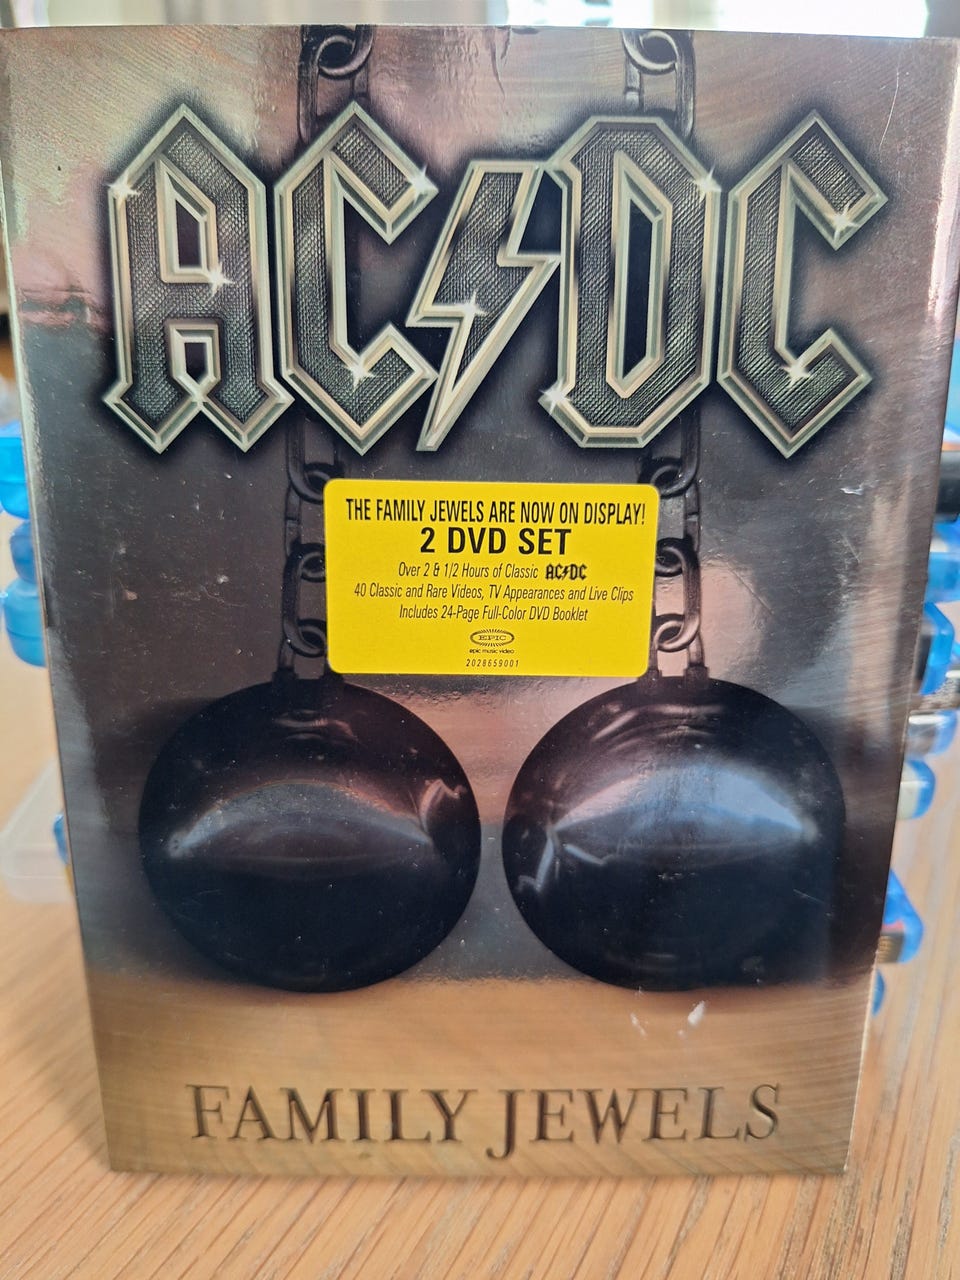 AC/DC
THE FAMILY JEWELS ARE NOW ON DISPLAY!
2 DVD SET
Over 2 & 1/2 Hours of Classic AC/DC
40 Classic and Rare Videos, TV Appearances and Live Clips
Includes 24-Page Full-Color DVD Booklet
EPIC
epic music video
2028659001
FAMILY JEWELS